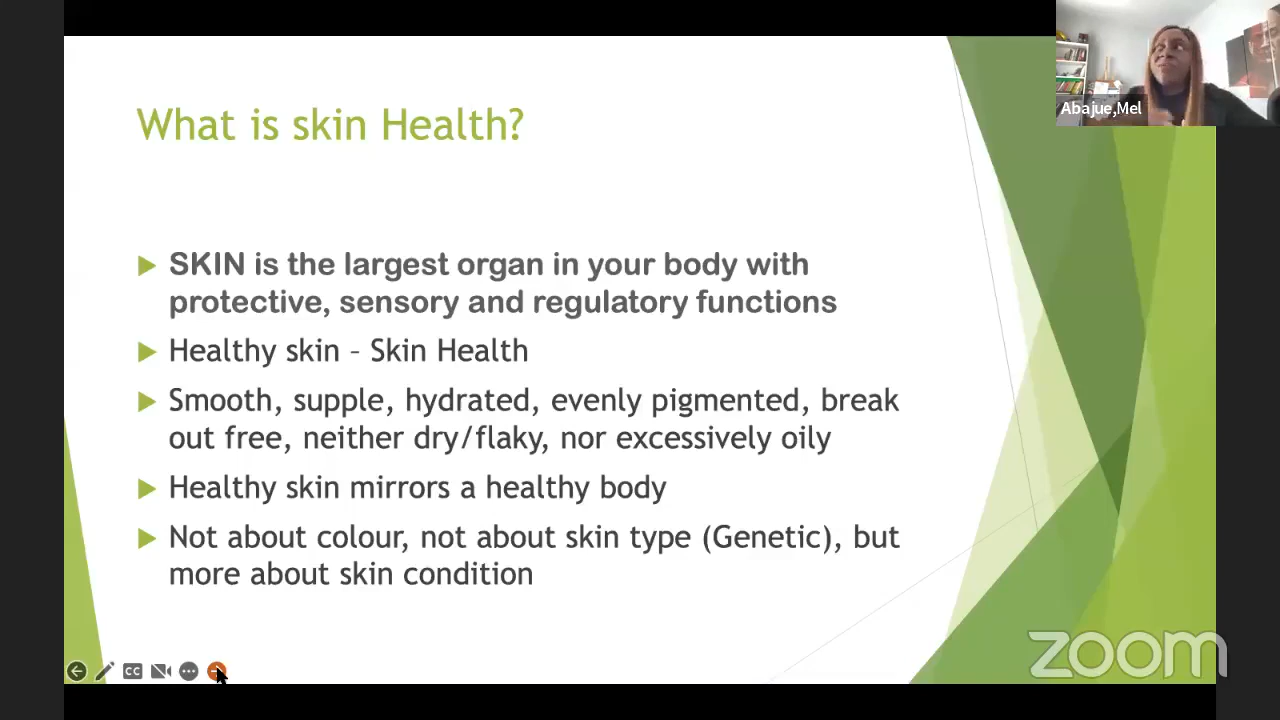 Abajue,Mel
What is skin Health?
SKIN is the largest organ in your body with
protective, sensory and regulatory functions
Healthy skin – Skin Health
Smooth, supple, hydrated, evenly pigmented, break
out free, neither dry/flaky, nor excessively oily
Healthy skin mirrors a healthy body
Not about colour, not about skin type (Genetic), but
more about skin condition
CC
zoom